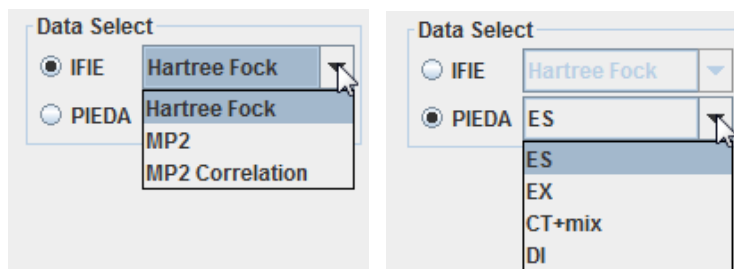 Data Select
IFIE Hartree Fock
PIEDA Hartree Fock
MP2
MP2 Correlation
Data Select
IFIE Hartree Fock
PIEDA ES
ES
EX
CT+mix
DI